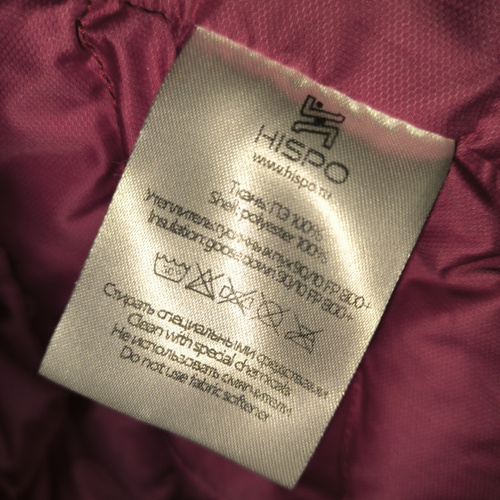 HISPO
www.hispo.ru
Ткань: ПЭ 100%
Shell: polyester 100%
Утеплитель: гусиный пух 90/10 FP 800+
Insulation: goose down 90/10 FP 800+
30°
Стирать специальными средствами
Clean with special chemicals
Не использовать смягчители
Do not use fabric softener